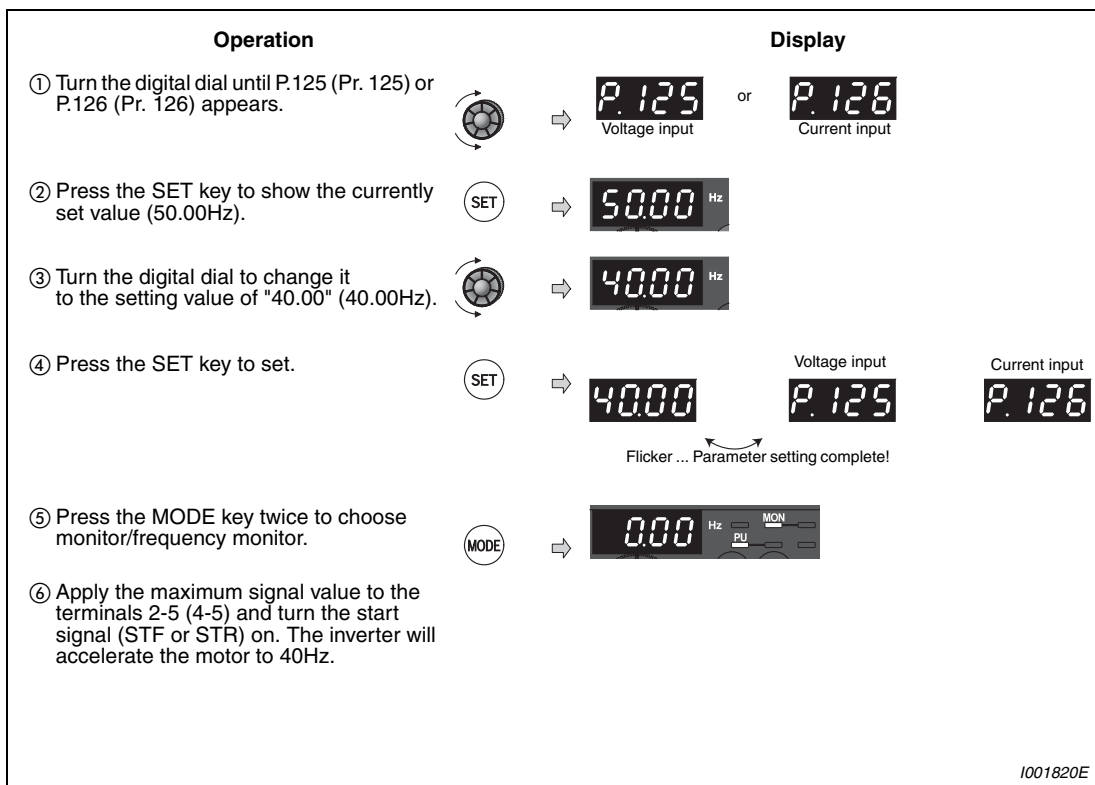 Operation
Display
① Turn the digital dial until P.125 (Pr. 125) or
P.126 (Pr. 126) appears.
P. 125
or
P. 126
Voltage input
Current input
② Press the SET key to show the currently
set value (50.00Hz).
SET
50.00 Hz
③ Turn the digital dial to change it
to the setting value of "40.00" (40.00Hz).
40.00 Hz
④ Press the SET key to set.
SET
Voltage input
Current input
40.00
P. 125
P. 126
Flicker ... Parameter setting complete!
⑤ Press the MODE key twice to choose
monitor/frequency monitor.
MODE
0.00 Hz
MON
PU
⑥ Apply the maximum signal value to the
terminals 2-5 (4-5) and turn the start
signal (STF or STR) on. The inverter will
accelerate the motor to 40Hz.
I001820E